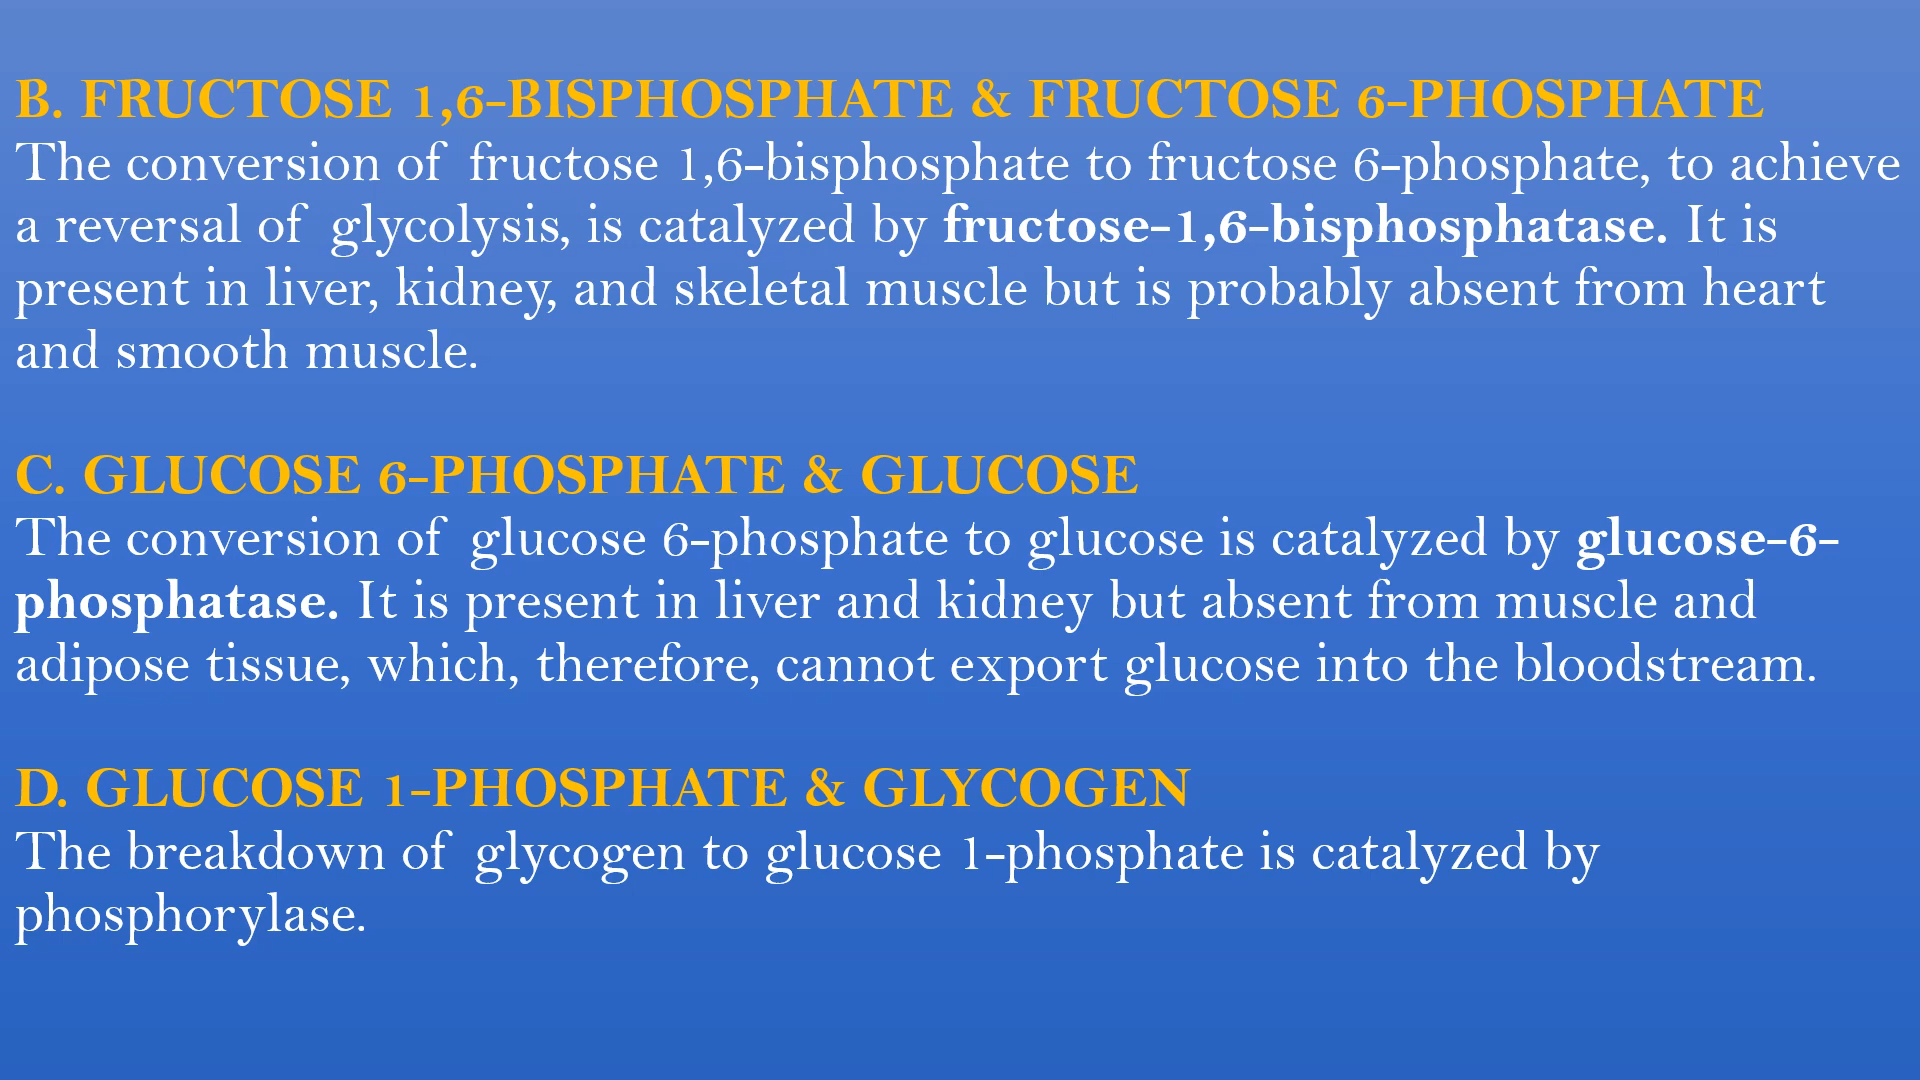 B. FRUCTOSE 1,6-BISPHOSPHATE & FRUCTOSE 6-PHOSPHATE
The conversion of fructose 1,6-bisphosphate to fructose 6-phosphate, to achieve
a reversal of glycolysis, is catalyzed by fructose-1,6-bisphosphatase. It is
present in liver, kidney, and skeletal muscle but is probably absent from heart
and smooth muscle.
C. GLUCOSE 6-PHOSPHATE & GLUCOSE
The conversion of glucose 6-phosphate to glucose is catalyzed by glucose-6-
phosphatase. It is present in liver and kidney but absent from muscle and
adipose tissue, which, therefore, cannot export glucose into the bloodstream.
D. GLUCOSE 1-PHOSPHATE & GLYCOGEN
The breakdown of glycogen to glucose 1-phosphate is catalyzed by
phosphorylase.